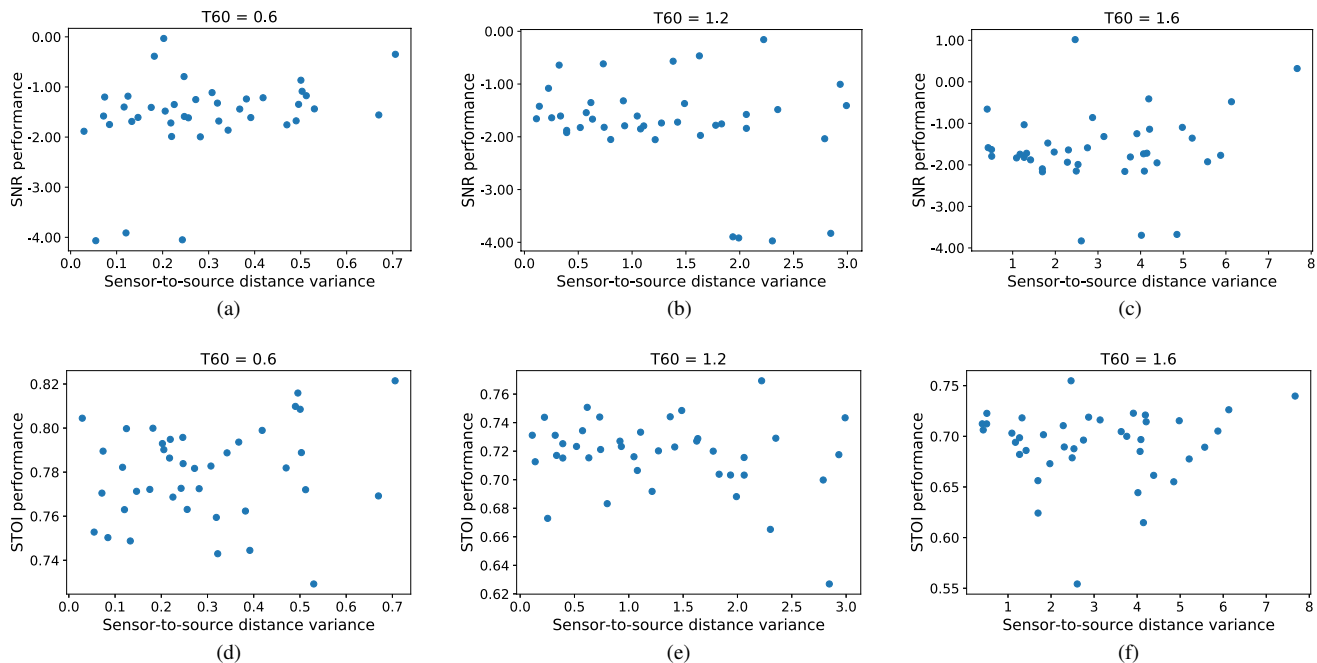 T60 = 0.6
0.00
-1.00
-2.00
-3.00
-4.00
SNR performance
0.0 0.1 0.2 0.3 0.4 0.5 0.6 0.7
Sensor-to-source distance variance
(a)
T60 = 1.2
0.00
-1.00
-2.00
-3.00
-4.00
SNR performance
0.0 0.5 1.0 1.5 2.0 2.5 3.0
Sensor-to-source distance variance
(b)
T60 = 1.6
1.00
0.00
-1.00
-2.00
-3.00
-4.00
SNR performance
1 2 3 4 5 6 7 8
Sensor-to-source distance variance
(c)
T60 = 0.6
0.82
0.80
0.78
0.76
0.74
STOI performance
0.0 0.1 0.2 0.3 0.4 0.5 0.6 0.7
Sensor-to-source distance variance
(d)
T60 = 1.2
0.76
0.74
0.72
0.70
0.68
0.66
0.64
0.62
STOI performance
0.0 0.5 1.0 1.5 2.0 2.5 3.0
Sensor-to-source distance variance
(e)
T60 = 1.6
0.75
0.70
0.65
0.60
0.55
STOI performance
1 2 3 4 5 6 7 8
Sensor-to-source distance variance
(f)